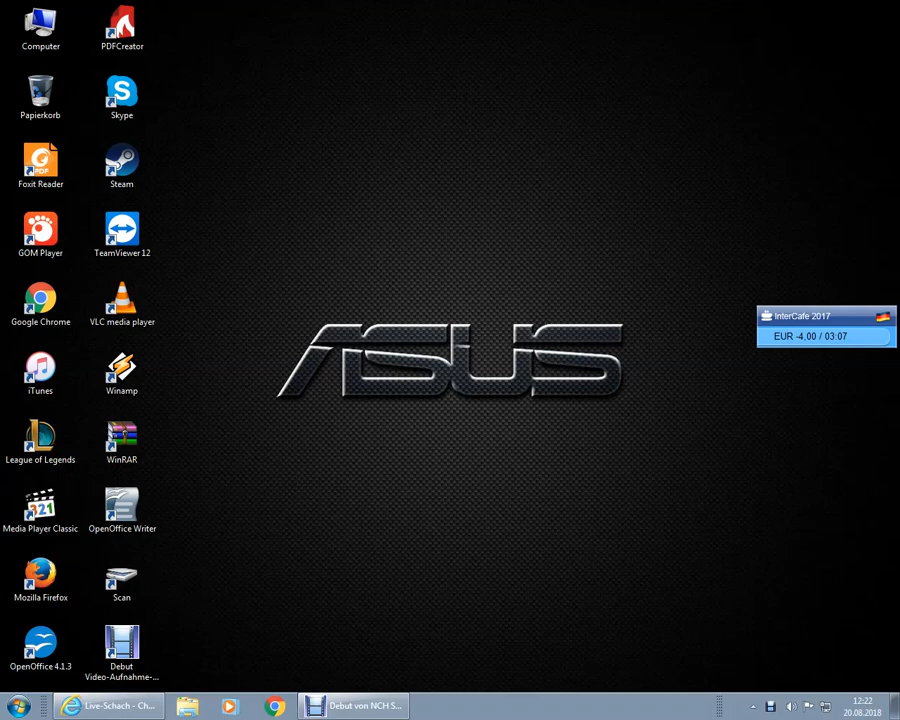 Computer
PDFCreator
Papierkorb
Skype
PDF
Foxit Reader
Steam
GOM Player
TeamViewer 12
Google Chrome
VLC media player
iTunes
Winamp
League of Legends
WinRAR
321
Media Player Classic
OpenOffice Writer
Mozilla Firefox
Scan
OpenOffice 4.1.3
Debut
Video-Aufnahme-...
ASUS
InterCafe 2017
EUR -4,00 / 03:07
Live-Schach - Ch...
Debut von NCH S...
12:22
20.08.2018